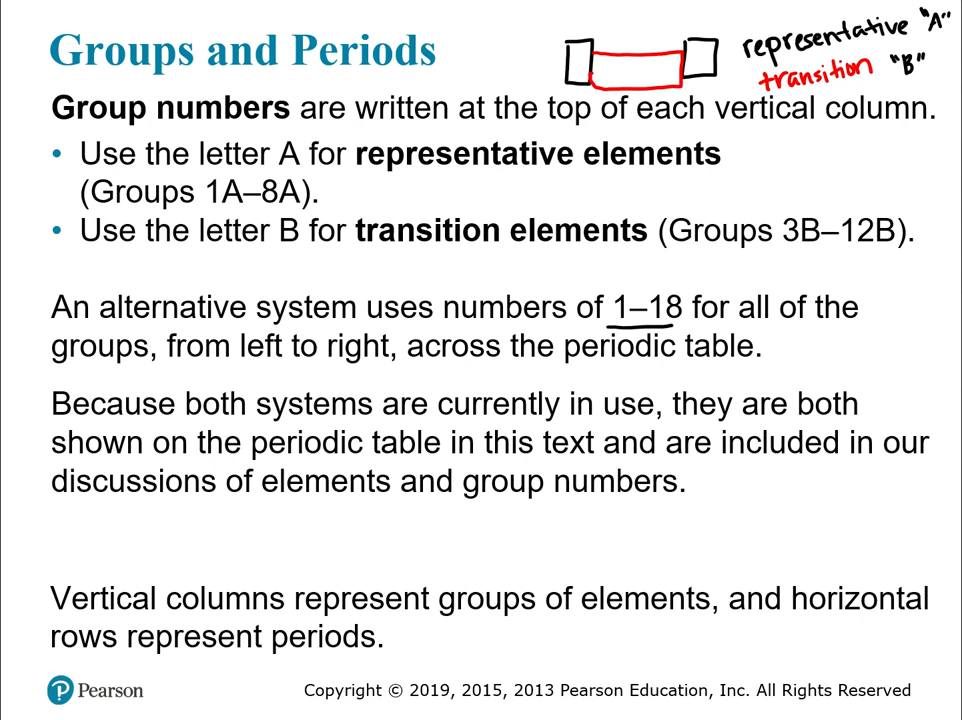 Groups and Periods
representative "A"
transition "B"
Group numbers are written at the top of each vertical column.
• Use the letter A for representative elements
(Groups 1A–8A).
• Use the letter B for transition elements (Groups 3B–12B).
An alternative system uses numbers of 1–18 for all of the
groups, from left to right, across the periodic table.
Because both systems are currently in use, they are both
shown on the periodic table in this text and are included in our
discussions of elements and group numbers.
Vertical columns represent groups of elements, and horizontal
rows represent periods.
P Pearson
Copyright © 2019, 2015, 2013 Pearson Education, Inc. All Rights Reserved